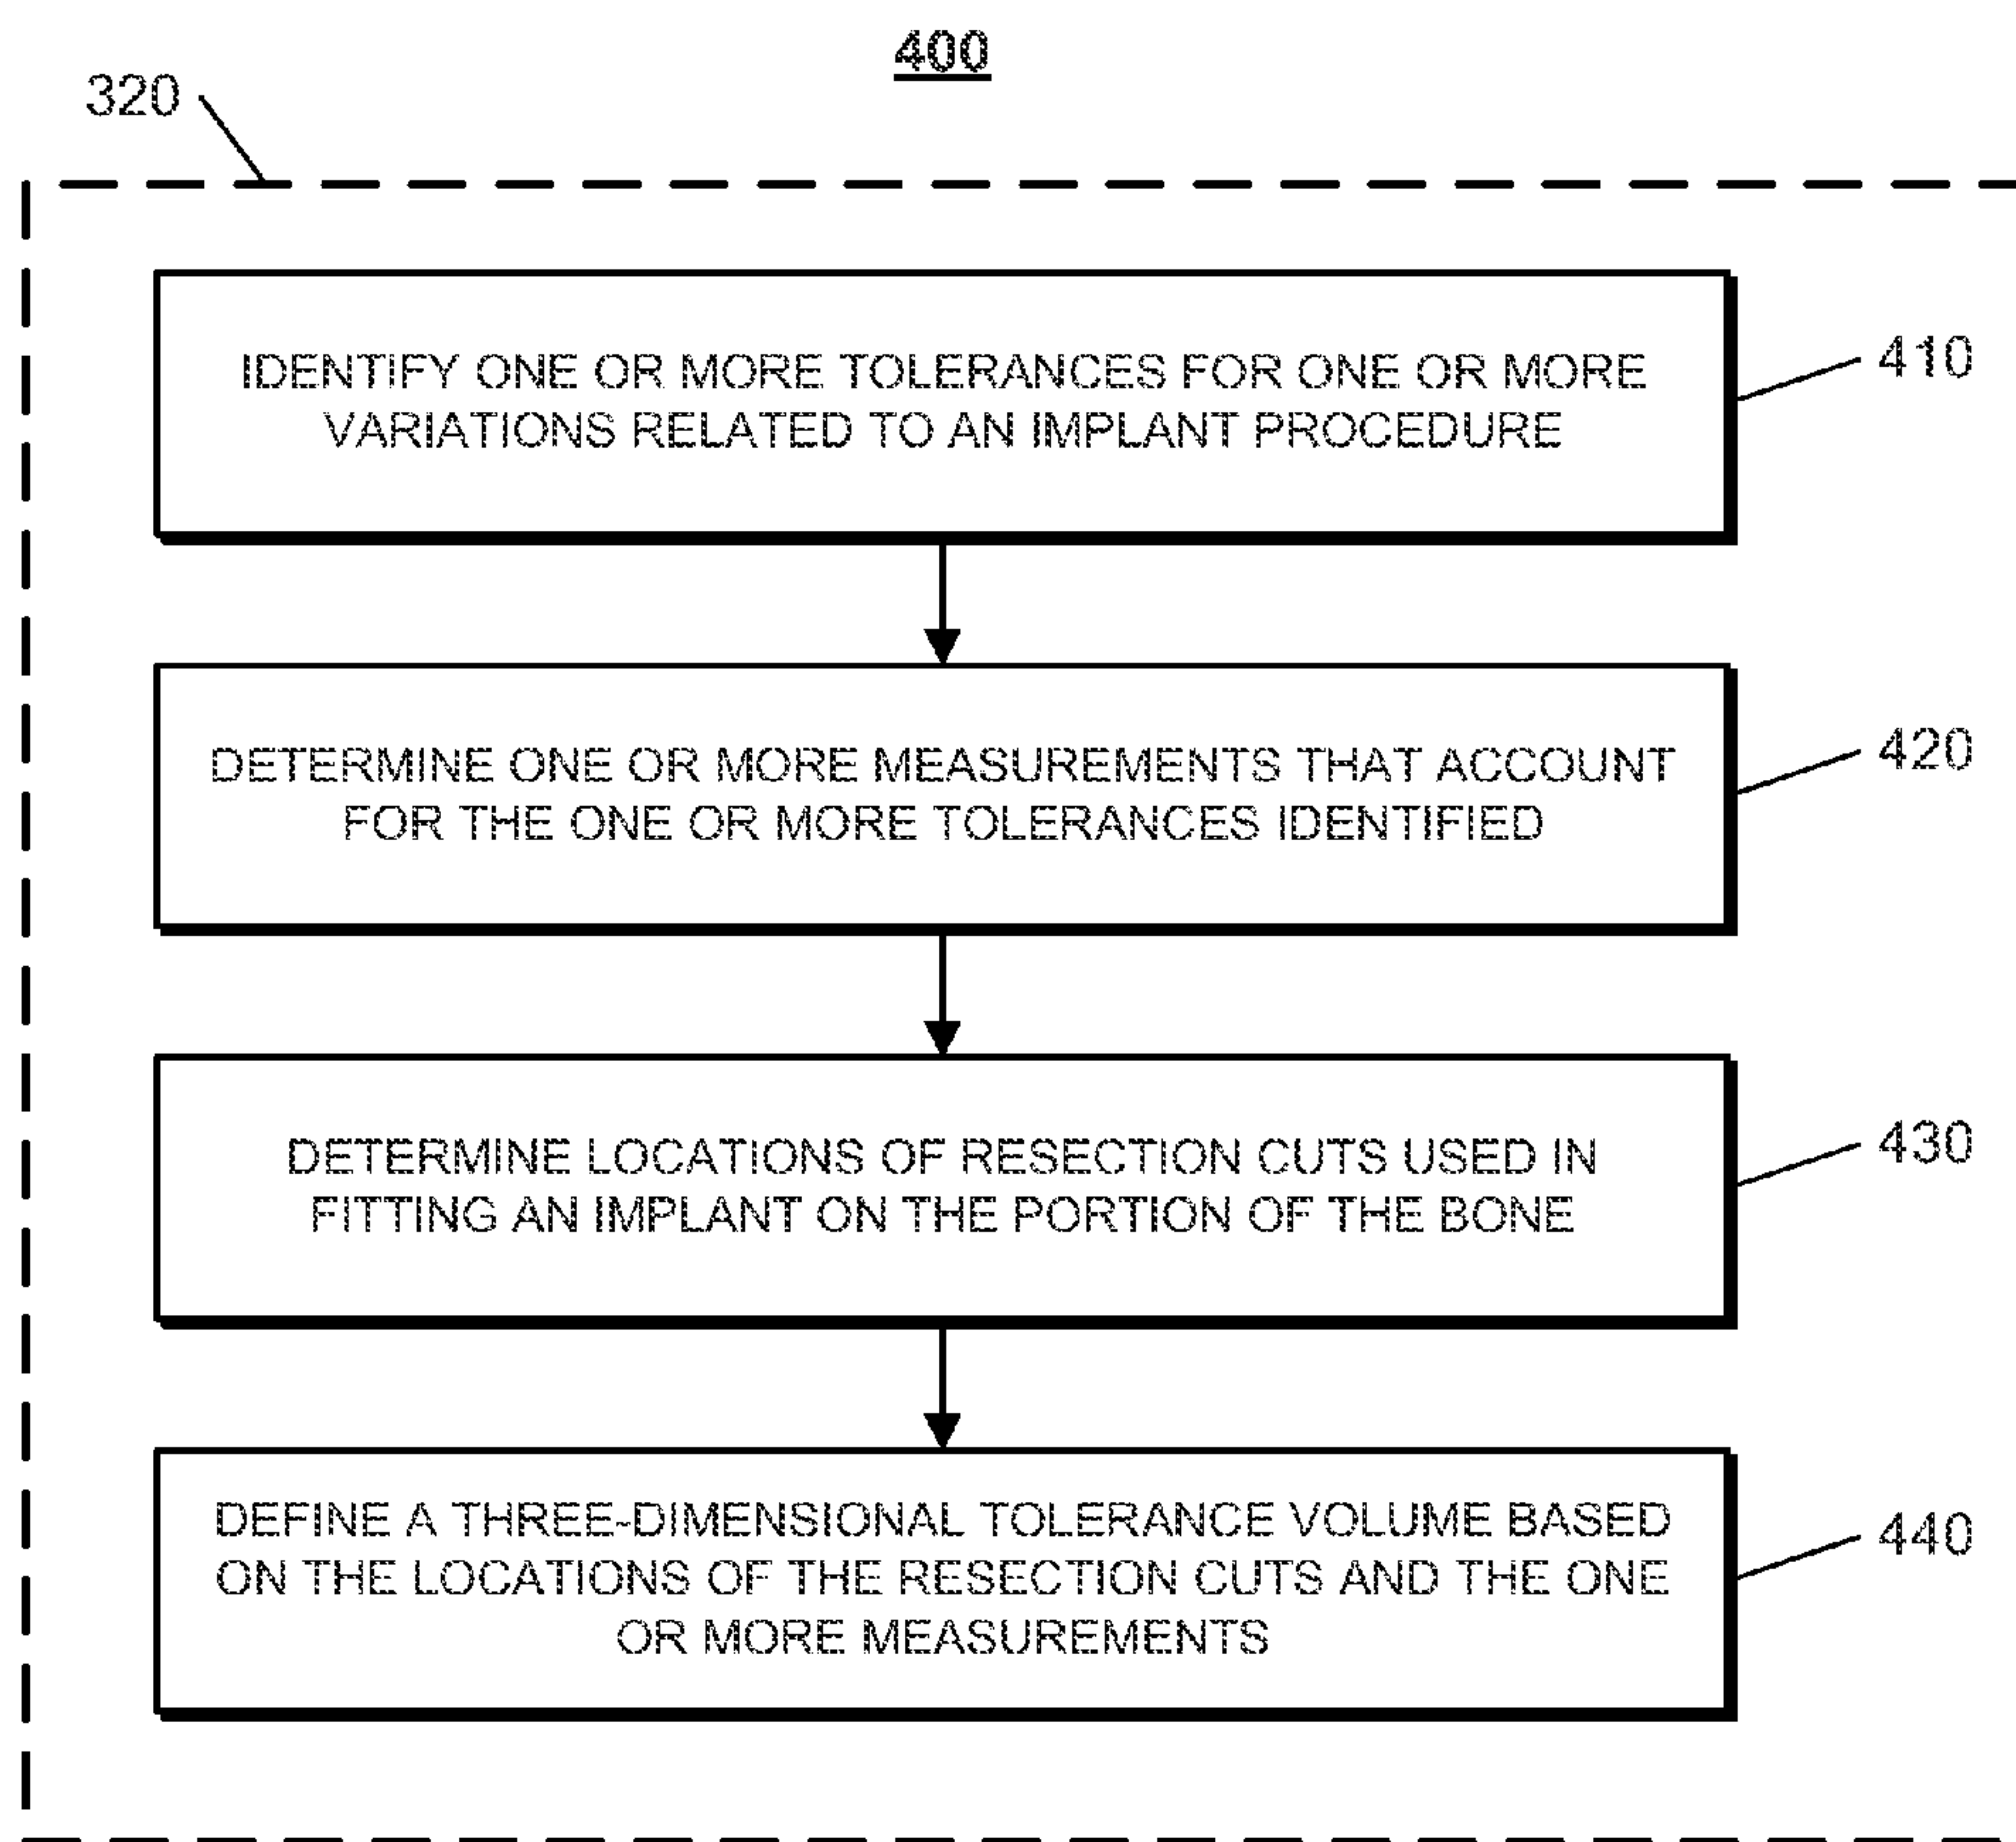 400
320
IDENTIFY ONE OR MORE TOLERANCES FOR ONE OR MORE
VARIATIONS RELATED TO AN IMPLANT PROCEDURE
410
DETERMINE ONE OR MORE MEASUREMENTS THAT ACCOUNT
FOR THE ONE OR MORE TOLERANCES IDENTIFIED
420
DETERMINE LOCATIONS OF RESECTION CUTS USED IN
FITTING AN IMPLANT ON THE PORTION OF THE BONE
430
DEFINE A THREE-DIMENSIONAL TOLERANCE VOLUME BASED
ON THE LOCATIONS OF THE RESECTION CUTS AND THE ONE
OR MORE MEASUREMENTS
440